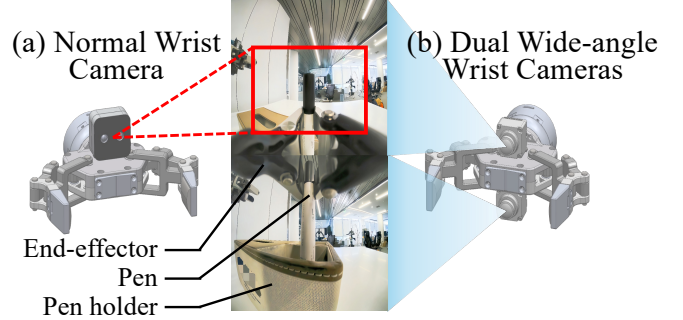 (a) Normal Wrist
Camera
(b) Dual Wide-angle
Wrist Cameras
End-effector
Pen
Pen holder